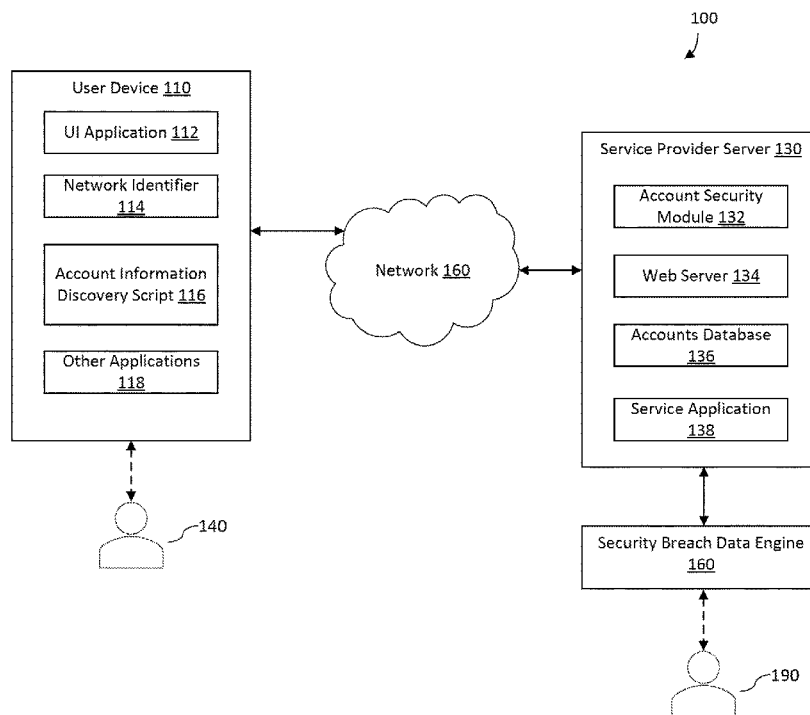 100
User Device 110
UI Application 112
Network Identifier
114
Account Information
Discovery Script 116
Other Applications
118
140
Network 160
Service Provider Server 130
Account Security
Module 132
Web Server 134
Accounts Database
136
Service Application
138
Security Breach Data Engine
160
190